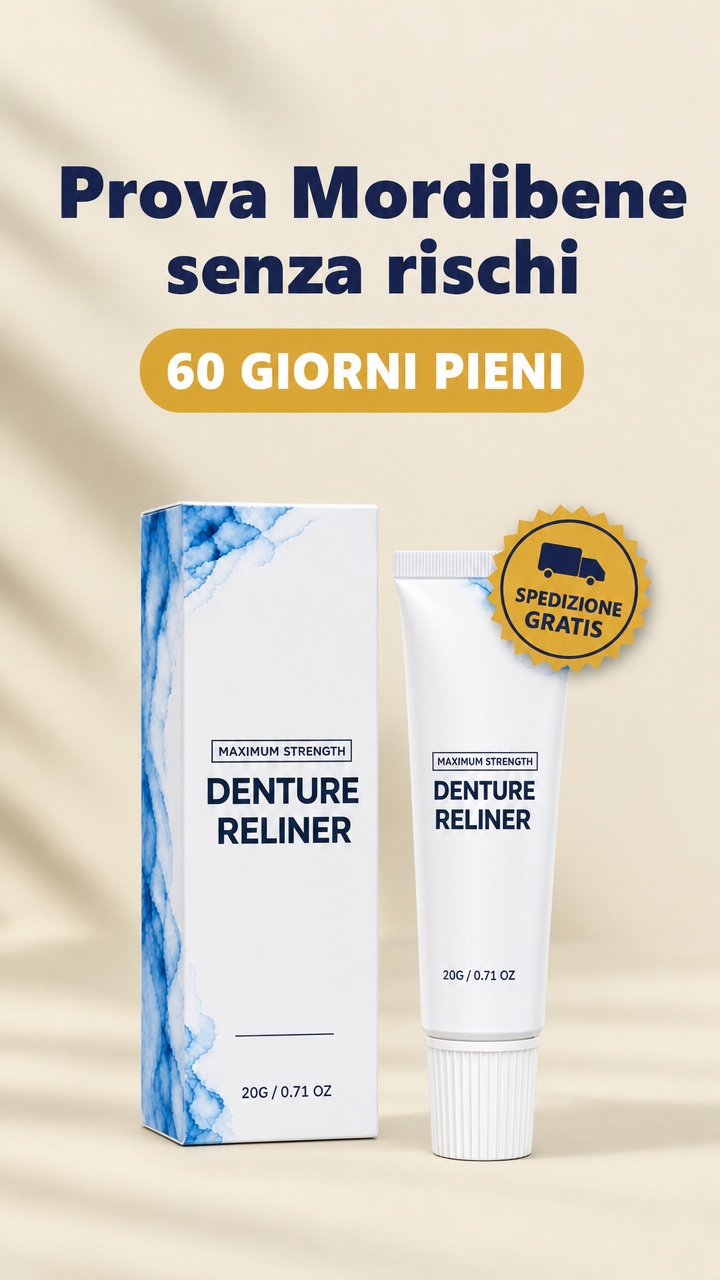 Prova Mordibene
senza rischi
60 GIORNI PIENI
SPEDIZIONE
GRATIS
MAXIMUM STRENGTH
DENTURE
RELINER
20G / 0.71 OZ
MAXIMUM STRENGTH
DENTURE
RELINER
20G / 0.71 OZ